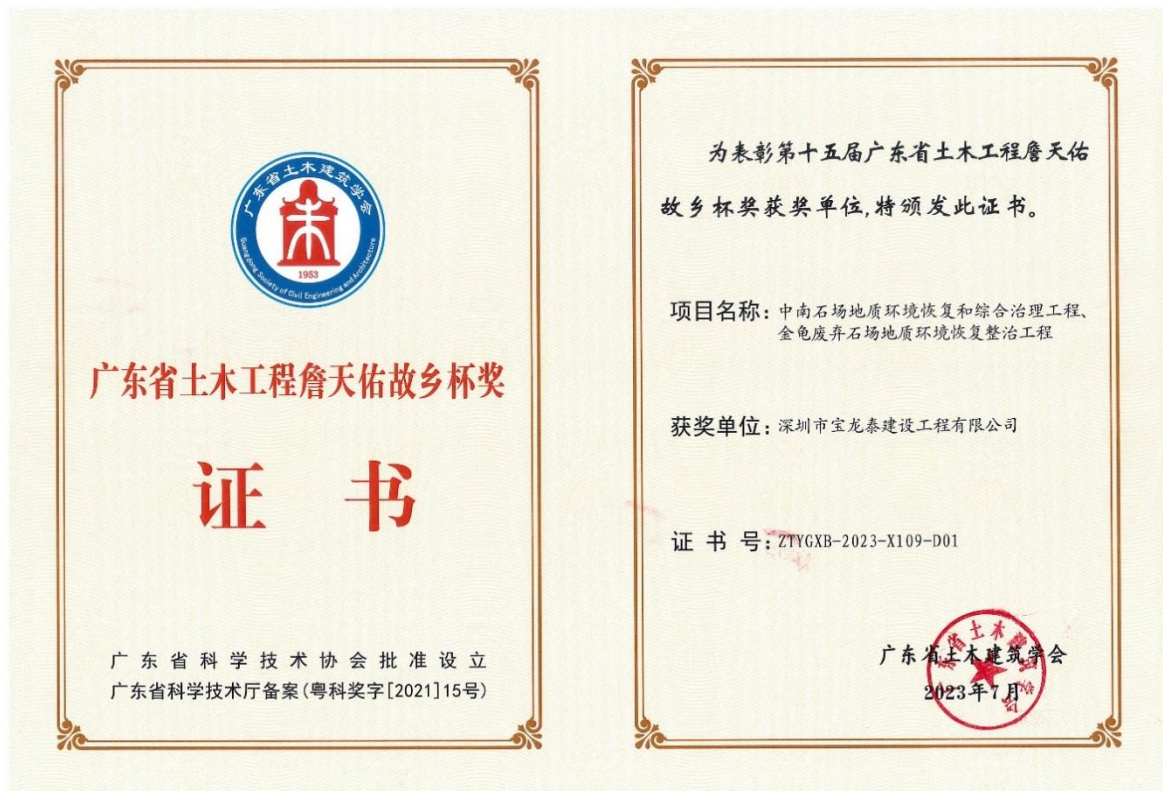 广东省土木建筑学会
Guangdong Society of Civil Engineering and Architecture
1953
广东省土木工程詹天佑故乡杯奖
证 书
广东省科学技术协会批准设立
广东省科学技术厅备案(粤科奖字[2021]15号)
为表彰第十五届广东省土木工程詹天佑
故乡杯奖获奖单位,特颁发此证书。
项目名称:中南石场地质环境恢复和综合治理工程、
金龟废弃石场地质环境恢复整治工程
获奖单位:深圳市宝龙泰建设工程有限公司
证 书 号:ZTYGXB-2023-X109-D01
广东省土木建筑学会
2023年7月
广东省土木建筑学会